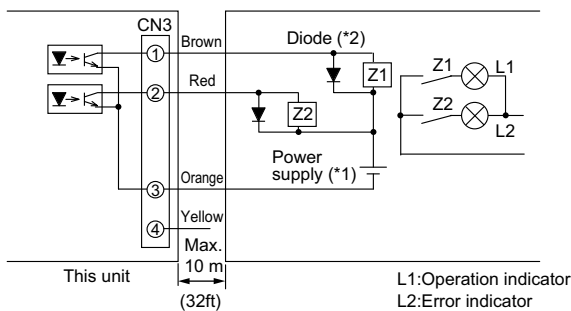 CN3
1 Brown
Diode (*2)
Z1
Z1 L1
2 Red
Z2
Z2
L2
Power
supply (*1)
3 Orange
4 Yellow
Max.
10 m
(32ft)
This unit
L1:Operation indicator
L2:Error indicator